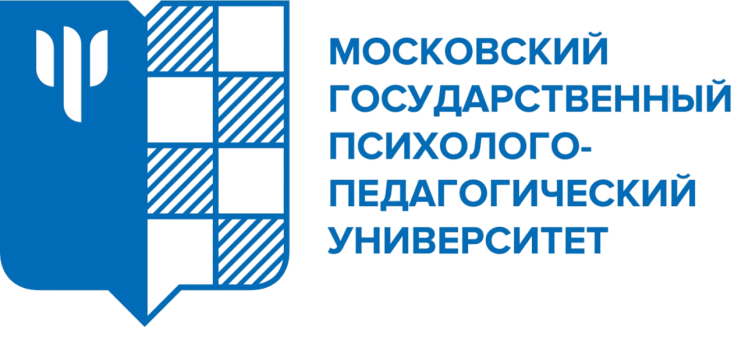 МОСКОВСКИЙ
ГОСУДАРСТВЕННЫЙ
ПСИХОЛОГО-
ПЕДАГОГИЧЕСКИЙ
УНИВЕРСИТЕТ